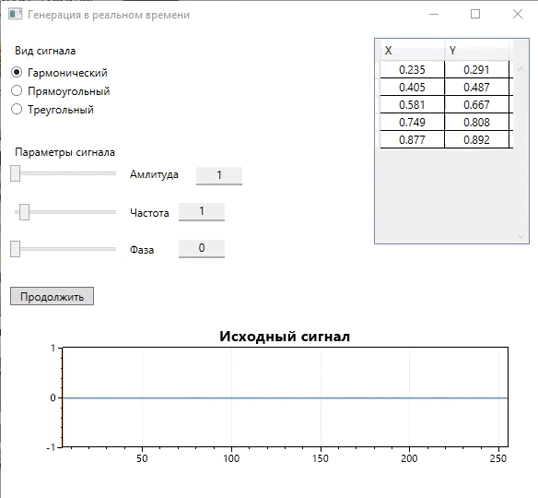 Генерация в реальном времени
Вид сигнала
Гармонический
Прямоугольный
Треугольный
Параметры сигнала
Амлитуда 1
Частота 1
Фаза 0
Продолжить
X Y
0.235 0.291
0.405 0.487
0.581 0.667
0.749 0.808
0.877 0.892
Исходный сигнал
1
0
-1
50 100 150 200 250